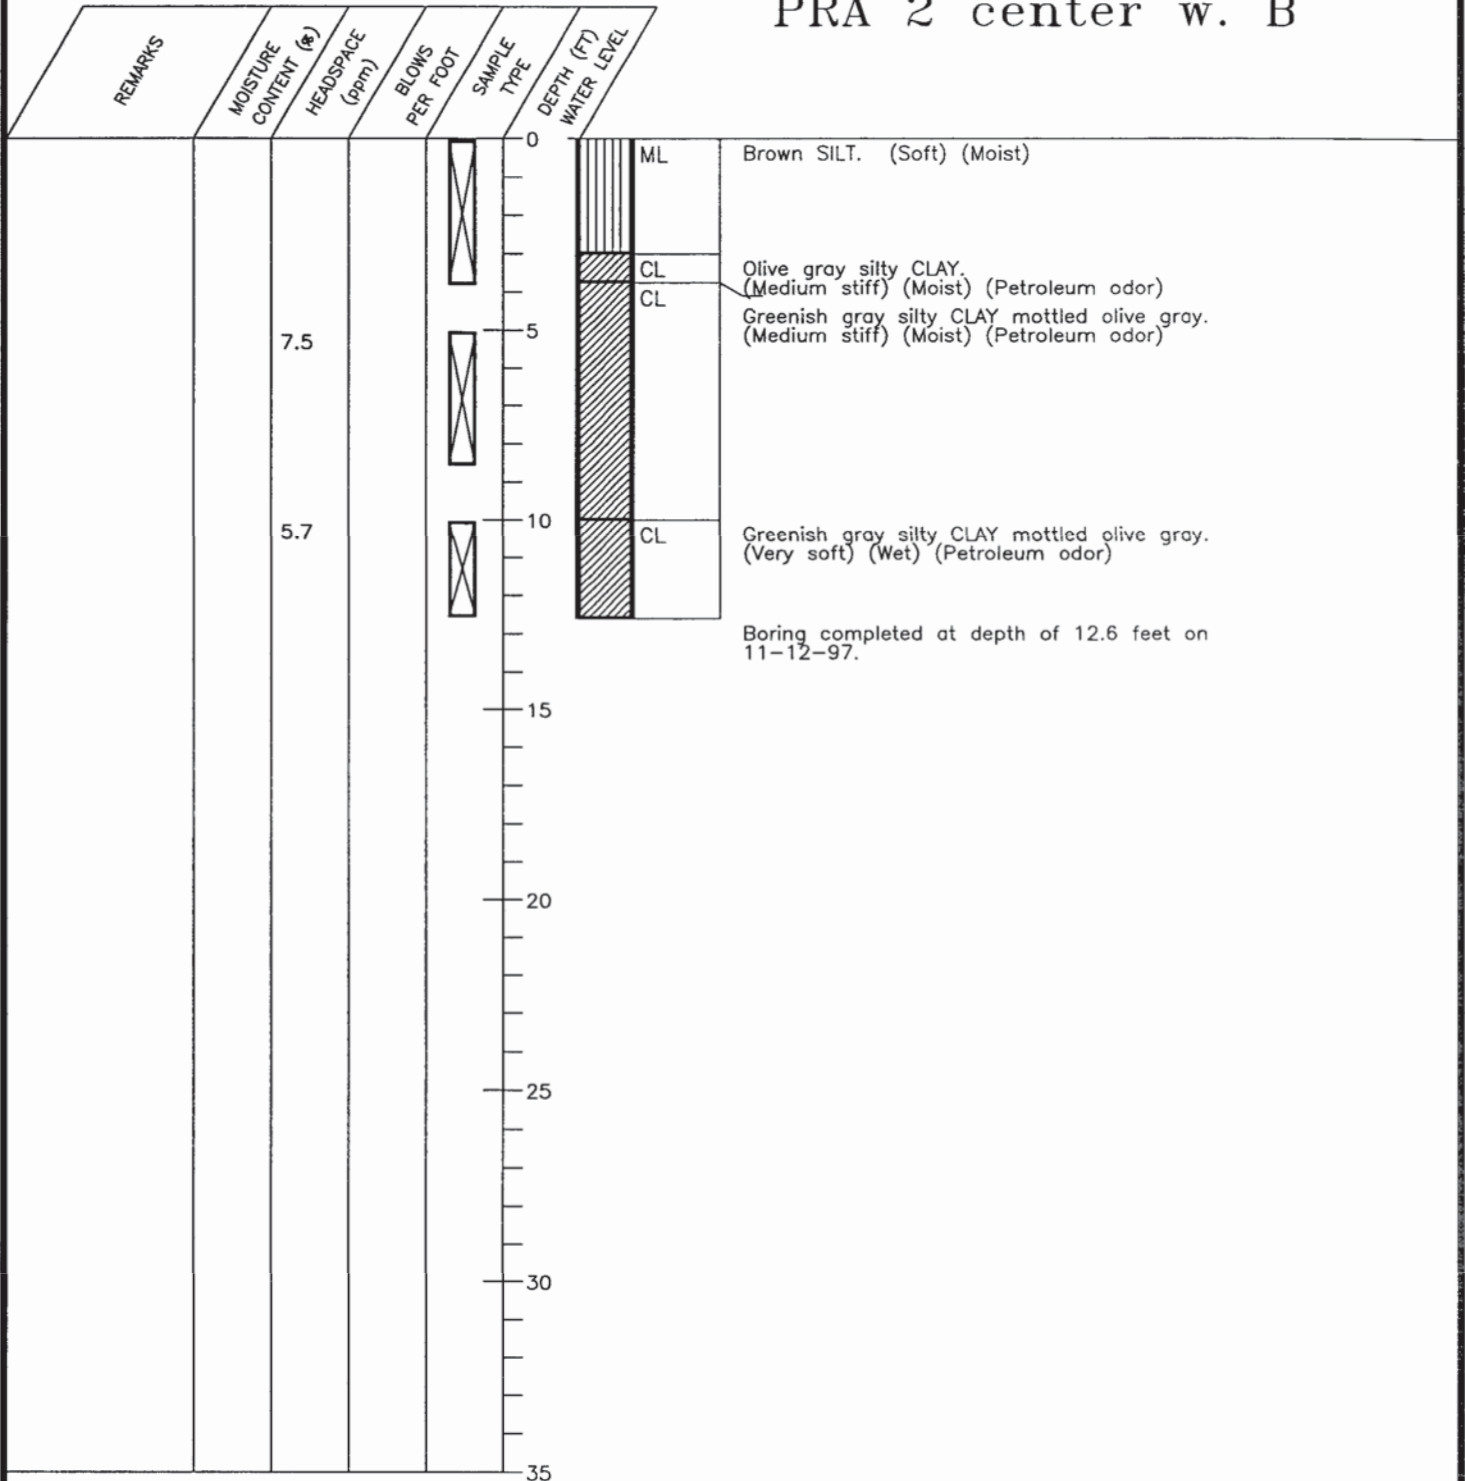 PRA 2 center w. B
REMARKS
MOISTURE
CONTENT (%)
HEADSPACE
(ppm)
BLOWS
PER FOOT
SAMPLE
TYPE
DEPTH (FT)
WATER LEVEL
0
ML
Brown SILT. (Soft) (Moist)
CL
Olive gray silty CLAY.
(Medium stiff) (Moist) (Petroleum odor)
CL
Greenish gray silty CLAY mottled olive gray.
(Medium stiff) (Moist) (Petroleum odor)
5
7.5
10
5.7
CL
Greenish gray silty CLAY mottled olive gray.
(Very soft) (Wet) (Petroleum odor)
Boring completed at depth of 12.6 feet on
11-12-97.
15
20
25
30
35